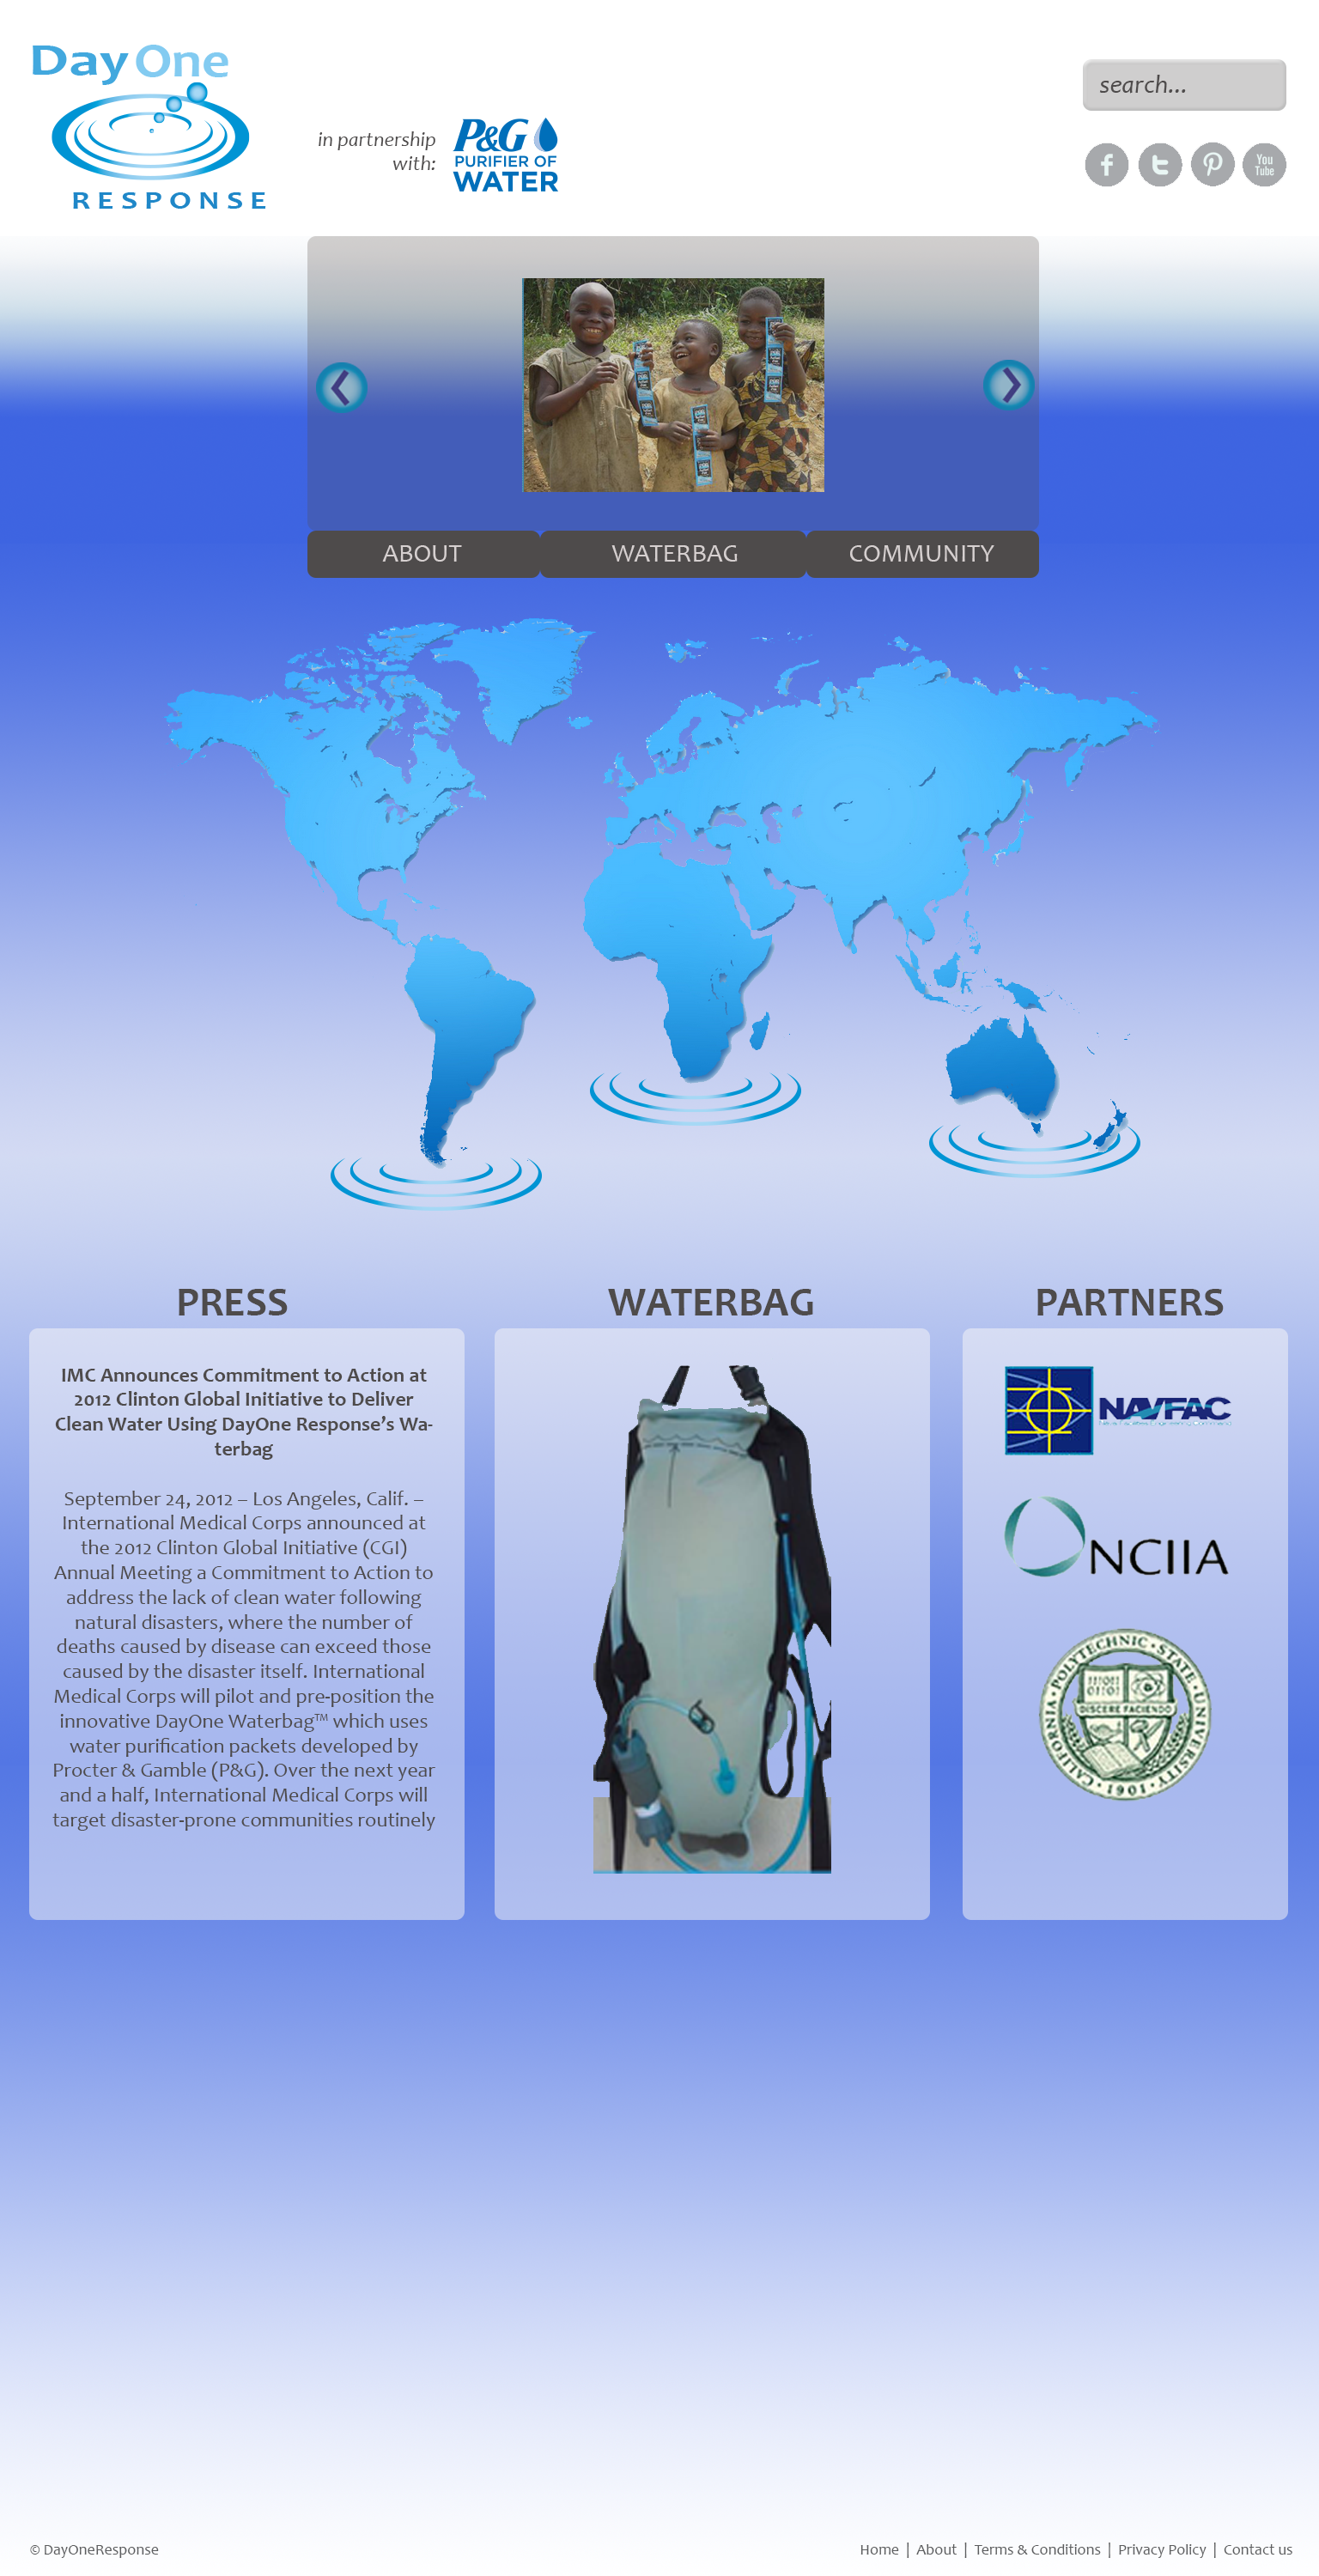 Day One
RESPONSE
in partnership
with:
P&G
PURIFIER OF
WATER
search...
You
Tube
ABOUT
WATERBAG
COMMUNITY
PRESS
IMC Announces Commitment to Action at
2012 Clinton Global Initiative to Deliver
Clean Water Using DayOne Response’s Wa-
terbag
September 24, 2012 – Los Angeles, Calif. –
International Medical Corps announced at
the 2012 Clinton Global Initiative (CGI)
Annual Meeting a Commitment to Action to
address the lack of clean water following
natural disasters, where the number of
deaths caused by disease can exceed those
caused by the disaster itself. International
Medical Corps will pilot and pre-position the
innovative DayOne Waterbag™ which uses
water purification packets developed by
Procter & Gamble (P&G). Over the next year
and a half, International Medical Corps will
target disaster-prone communities routinely
WATERBAG
PARTNERS
NAVFAC
NCIIA
CALIFORNIA · POLYTECHNIC · STATE · UNIVERSITY
DISCERE FACIENDO
· 1901 ·
© DayOneResponse
Home | About | Terms & Conditions | Privacy Policy | Contact us